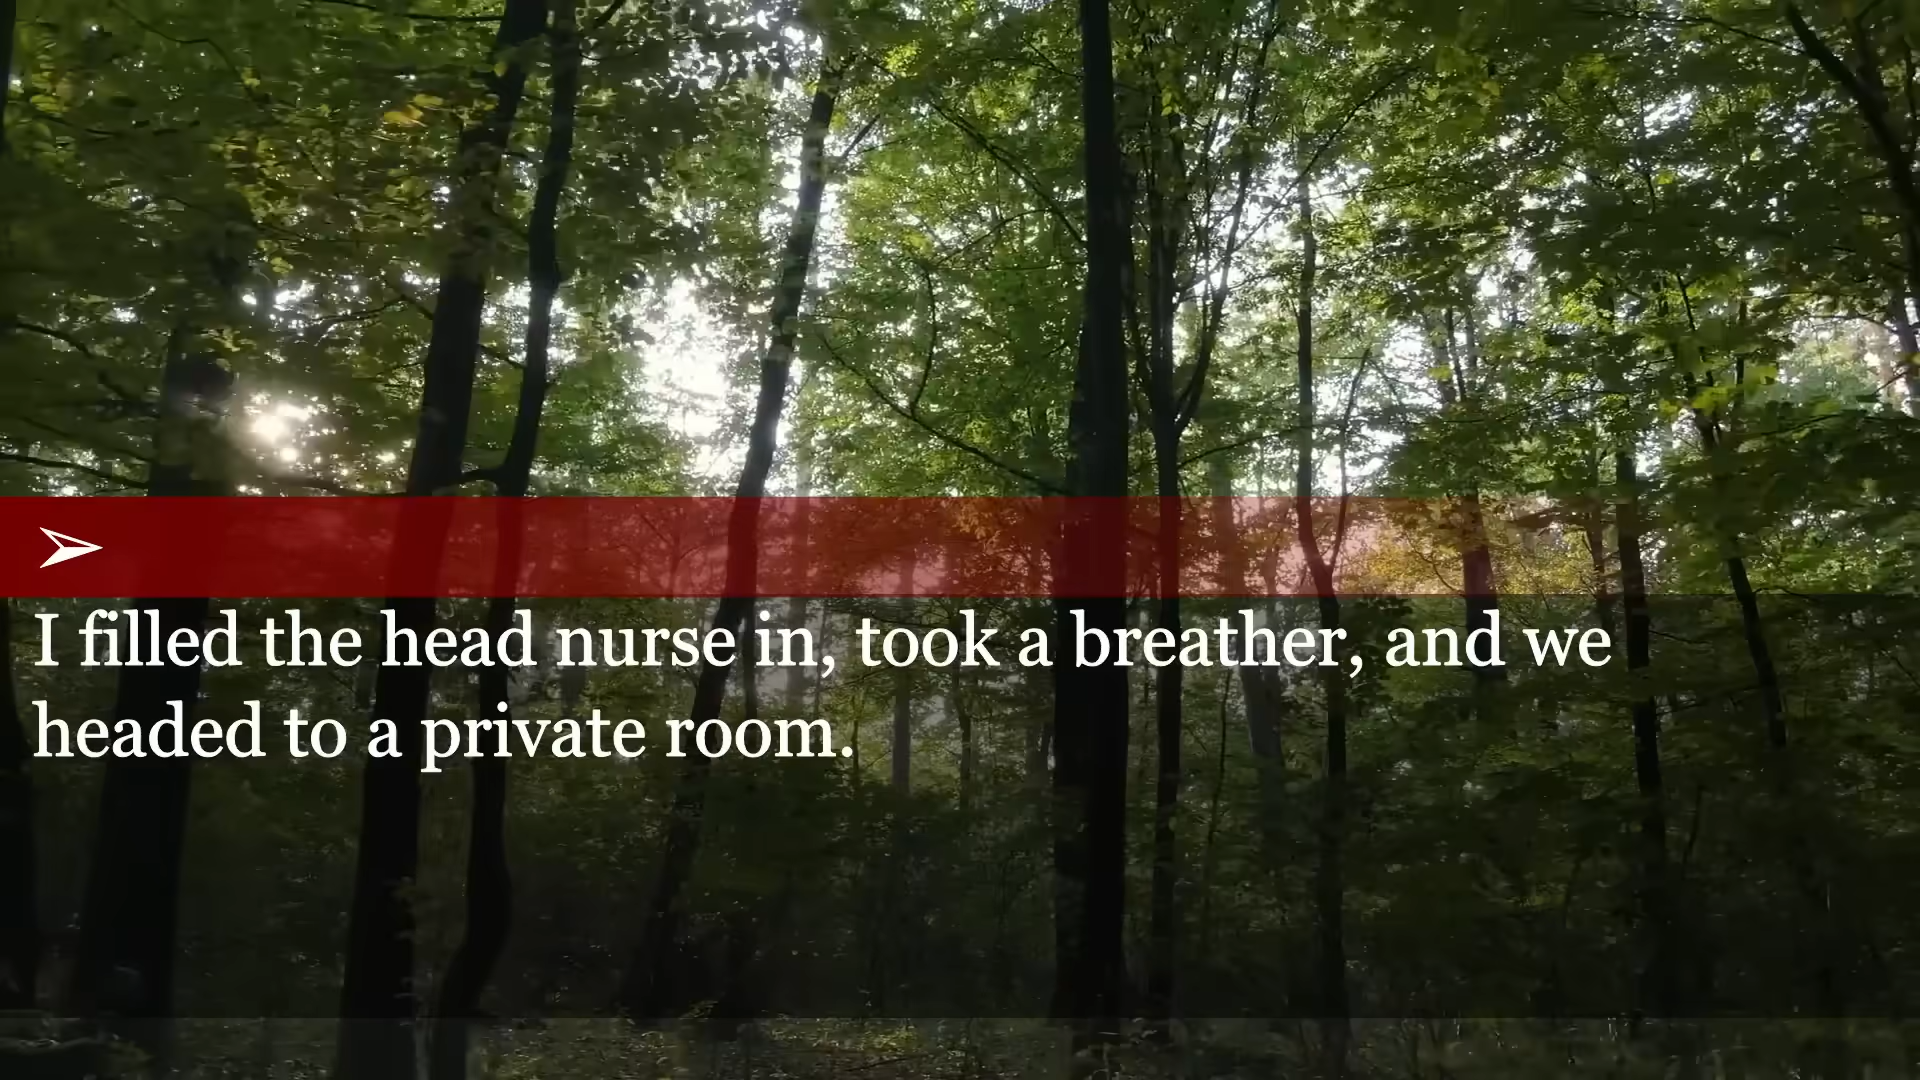 I filled the head nurse in, took a breather, and we
headed to a private room.